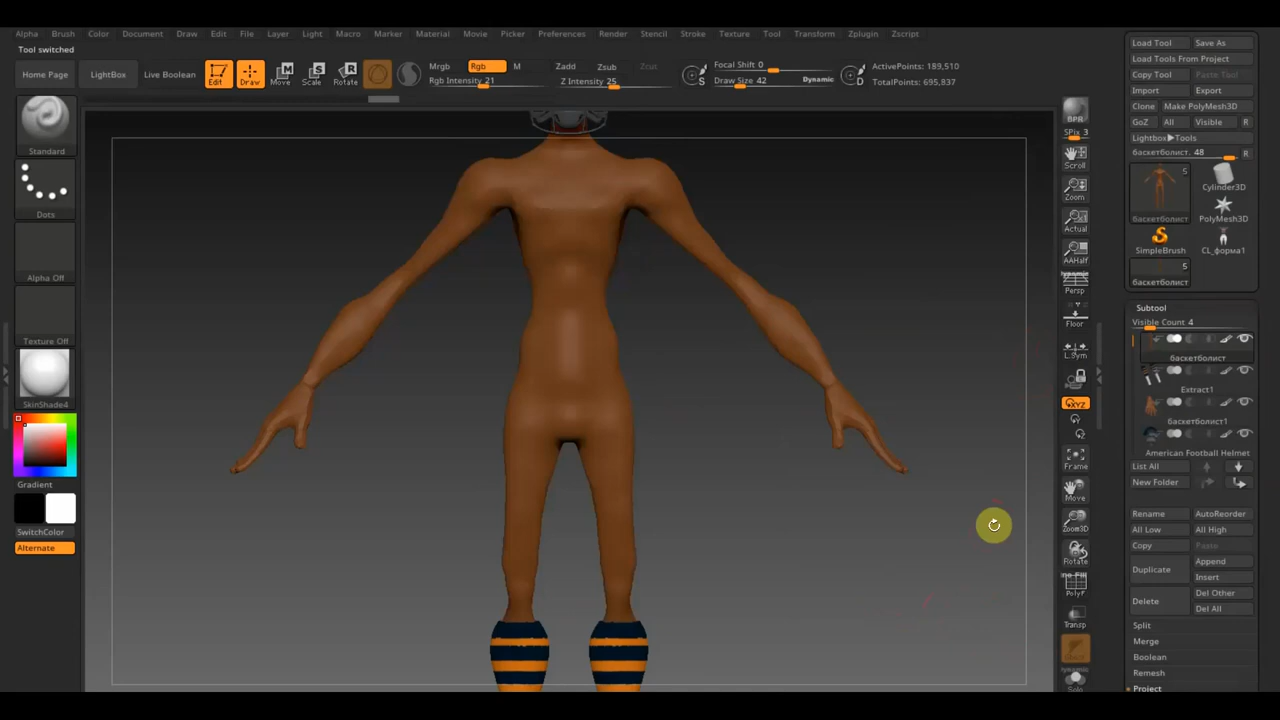 Alpha Brush Color Document Draw Edit File Layer Light Macro Marker Material Movie Picker Preferences Render Stencil Stroke Texture Tool Transform Zplugin Zscript
Tool switched
Home Page LightBox Live Boolean Edit Draw Move Scale Rotate
Mrgb Rgb M Zadd Zsub Zcut
Rgb Intensity 21 Z Intensity 25
Focal Shift 0
Draw Size 42 Dynamic
ActivePoints: 189,510
TotalPoints: 695,837
Standard
Dots
Alpha Off
Texture Off
SkinShade4
Gradient
SwitchColor
Alternate
BPR
SPix 3
Scroll
Zoom
Actual
AAHalf
Dynamic
Persp
Floor
L.Sym
XYZ
Frame
Move
Zoom3D
Rotate
PolyF
Transp
Dynamic
Solo
Load Tool Save As
Load Tools From Project
Copy Tool Paste Tool
Import Export
Clone Make PolyMesh3D
GoZ All Visible R
Lightbox▶Tools
баскетболист. 48 R
5
Cylinder3D
баскетболист PolyMesh3D
SimpleBrush CL_форма1
5
баскетболист
Subtool
Visible Count 4
баскетболист
Extract1
баскетболист1
American Football Helmet
List All
New Folder
Rename AutoReorder
All Low All High
Copy Paste
Duplicate Append
Insert
Delete Del Other
Del All
Split
Merge
Boolean
Remesh
Project